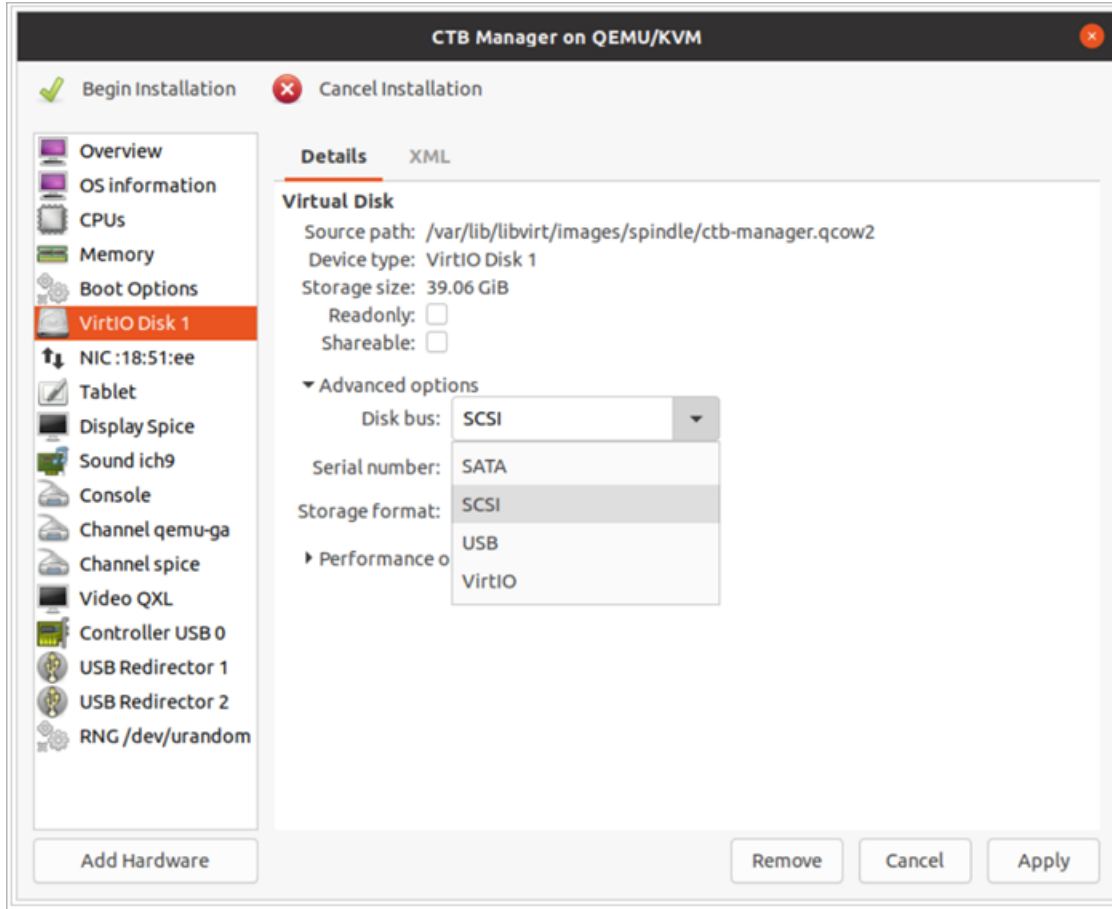 CTB Manager on QEMU/KVM
Begin Installation
Cancel Installation
Overview
OS information
CPUs
Memory
Boot Options
VirtIO Disk 1
NIC :18:51:ee
Tablet
Display Spice
Sound ich9
Console
Channel qemu-ga
Channel spice
Video QXL
Controller USB 0
USB Redirector 1
USB Redirector 2
RNG /dev/urandom
Add Hardware
Details XML
Virtual Disk
Source path: /var/lib/libvirt/images/spindle/ctb-manager.qcow2
Device type: VirtIO Disk 1
Storage size: 39.06 GiB
Readonly:
Shareable:
Advanced options
Disk bus: SCSI
SATA
SCSI
USB
VirtIO
Serial number:
Storage format:
Performance o
Remove Cancel Apply